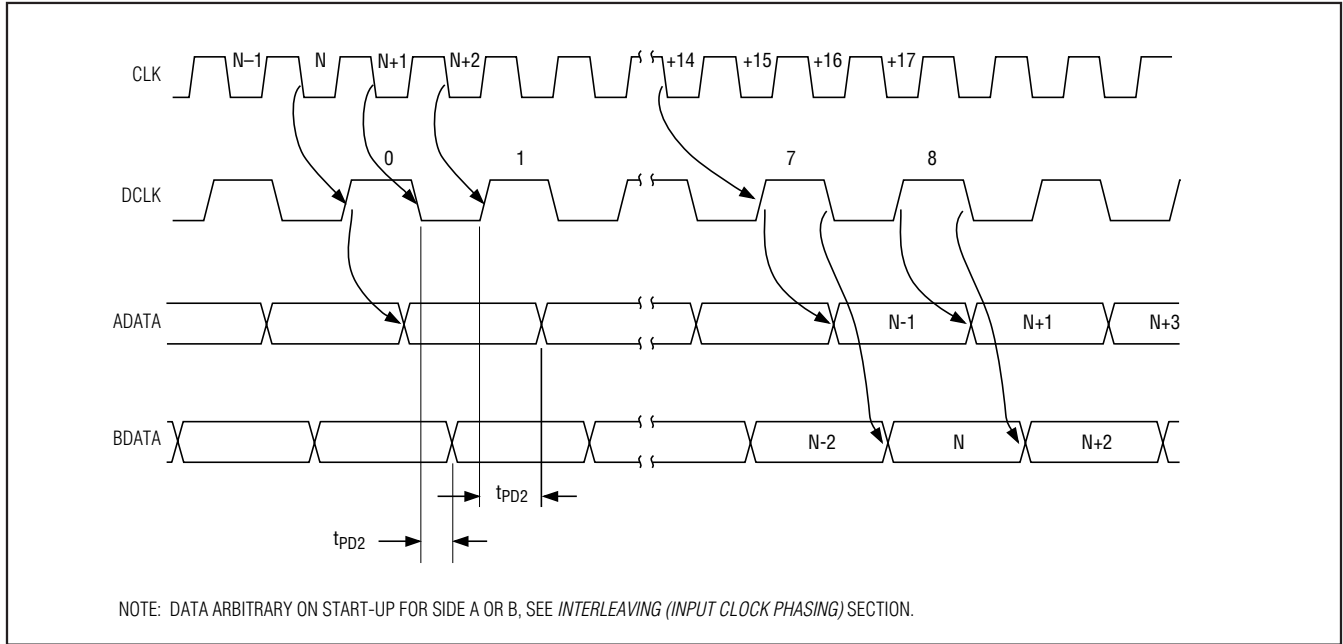 N–1 N N+1 N+2 +14 +15 +16 +17
CLK
0 1 7 8
DCLK
ADATA N-1 N+1 N+3
BDATA N-2 N N+2
tPD2
tPD2
NOTE: DATA ARBITRARY ON START-UP FOR SIDE A OR B, SEE INTERLEAVING (INPUT CLOCK PHASING) SECTION.